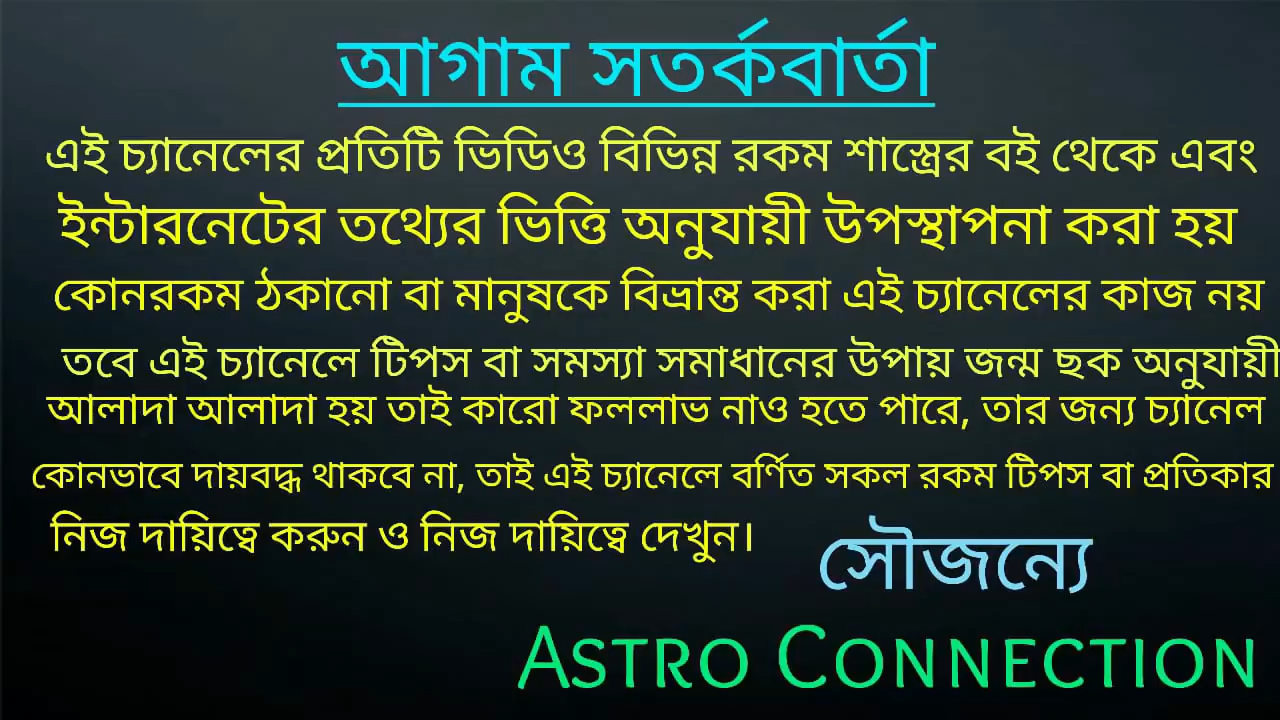 আগাম সতর্কবার্তা
এই চ্যানেলের প্রতিটি ভিডিও বিভিন্ন রকম শাস্ত্রের বই থেকে এবং
ইন্টারনেটের তথ্যের ভিত্তি অনুযায়ী উপস্থাপনা করা হয়
কোনরকম ঠকানো বা মানুষকে বিভ্রান্ত করা এই চ্যানেলের কাজ নয়
তবে এই চ্যানেলে টিপস বা সমস্যা সমাধানের উপায় জন্ম ছক অনুযায়ী
আলাদা আলাদা হয় তাই কারো ফললাভ নাও হতে পারে, তার জন্য চ্যানেল
কোনভাবে দায়বদ্ধ থাকবে না, তাই এই চ্যানেলে বর্ণিত সকল রকম টিপস বা প্রতিকার
নিজ দায়িত্বে করুন ও নিজ দায়িত্বে দেখুন।
সৌজন্যে
ASTRO CONNECTION